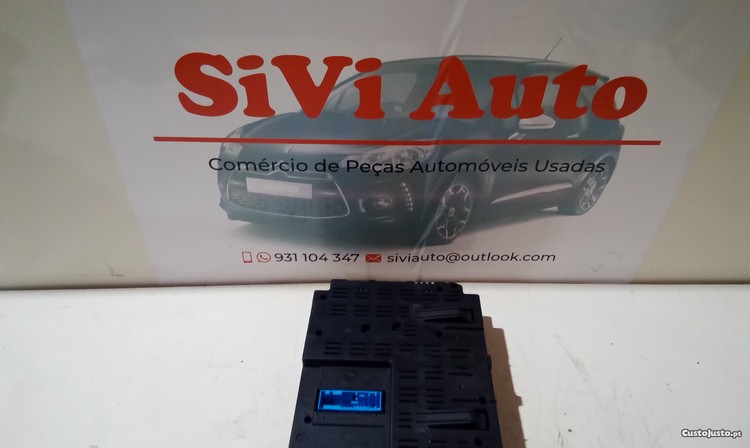 SiVi Auto
Comércio de Peças Automóveis Usadas
931 104 347 siviauto@outlook.com
CustoJusto.pt